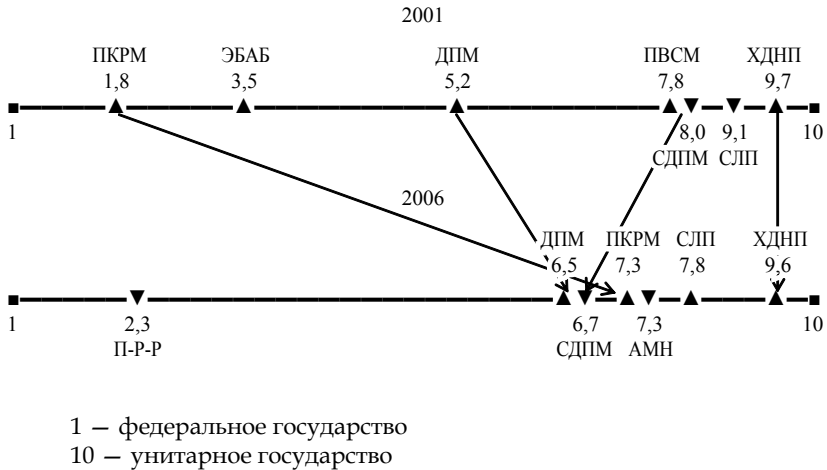 2001
ПКРМ ЭБАБ ДПМ ПВСМ ХДНП
1,8 3,5 5,2 7,8 9,7
1 8,0 9,1 10
СДПМ СЛП
2006
ДПМ ПКРМ СЛП ХДНП
6,5 7,3 7,8 9,6
1 2,3 6,7 7,3 10
П-Р-Р СДПМ АМН
1 — федеральное государство
10 — унитарное государство